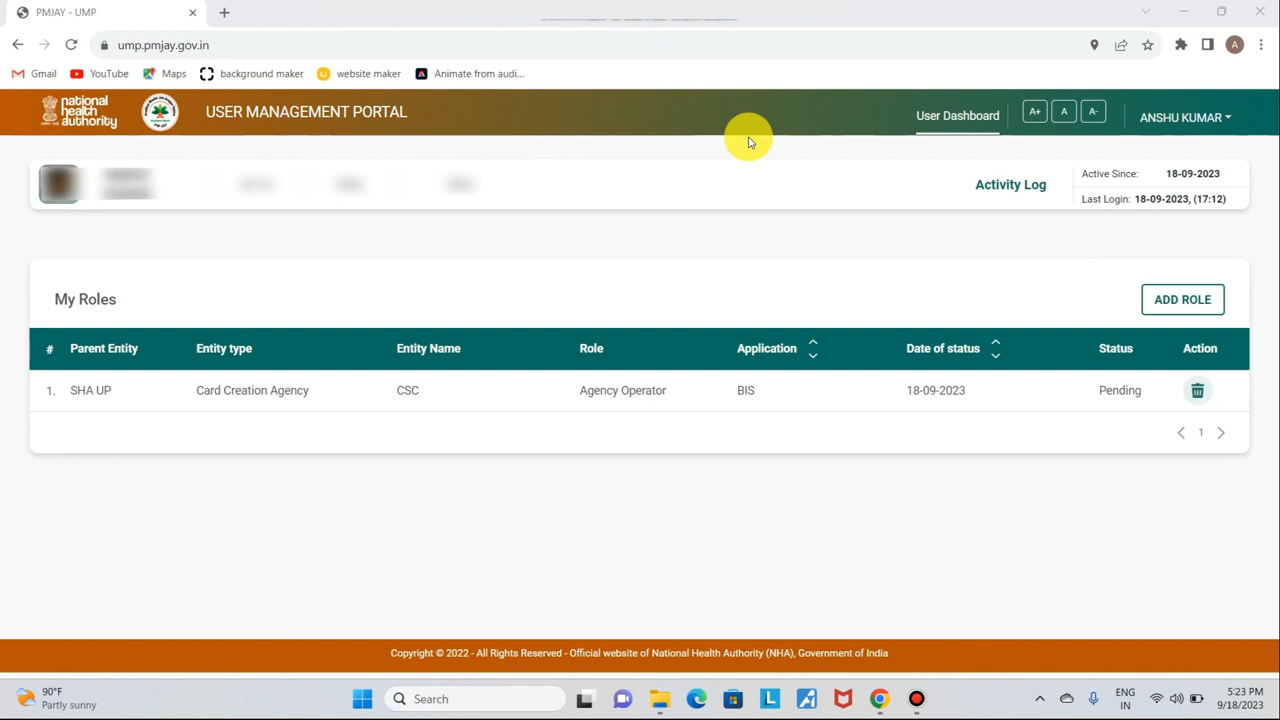 PMJAY - UMP
ump.pmjay.gov.in
A
Gmail YouTube Maps background maker website maker Animate from audi...
national
health
authority
USER MANAGEMENT PORTAL
User Dashboard A+ A A- ANSHU KUMAR
Activity Log
Active Since: 18-09-2023
Last Login: 18-09-2023, (17:12)
My Roles
ADD ROLE
# Parent Entity Entity type Entity Name Role Application Date of status Status Action
1. SHA UP Card Creation Agency CSC Agency Operator BIS 18-09-2023 Pending
1
Copyright © 2022 - All Rights Reserved - Official website of National Health Authority (NHA), Government of India
90°F
Partly sunny
Search
ENG
IN
5:23 PM
9/18/2023